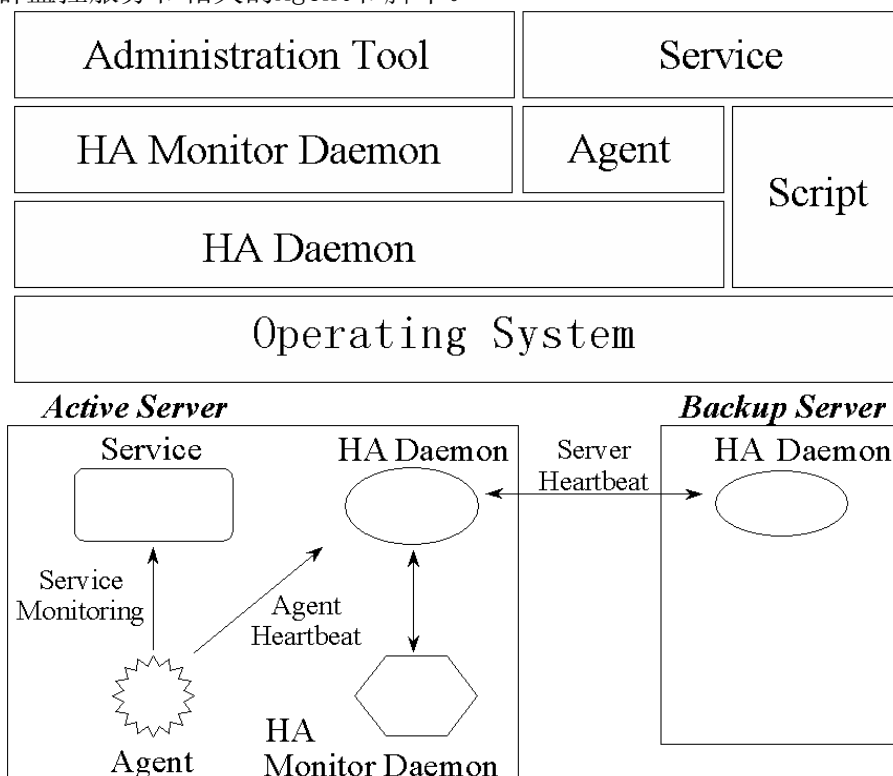 Administration Tool
Service
HA Monitor Daemon
Agent
Script
HA Daemon
Operating System
Active Server
Backup Server
Service
HA Daemon
Server
Heartbeat
HA Daemon
Service
Monitoring
Agent
Heartbeat
Agent
HA
Monitor Daemon